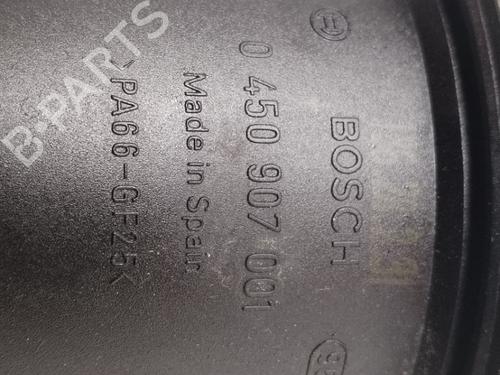 BOSCH
0 450 907 001
Made in Spain
>PA66-GF25<
B-PARTS